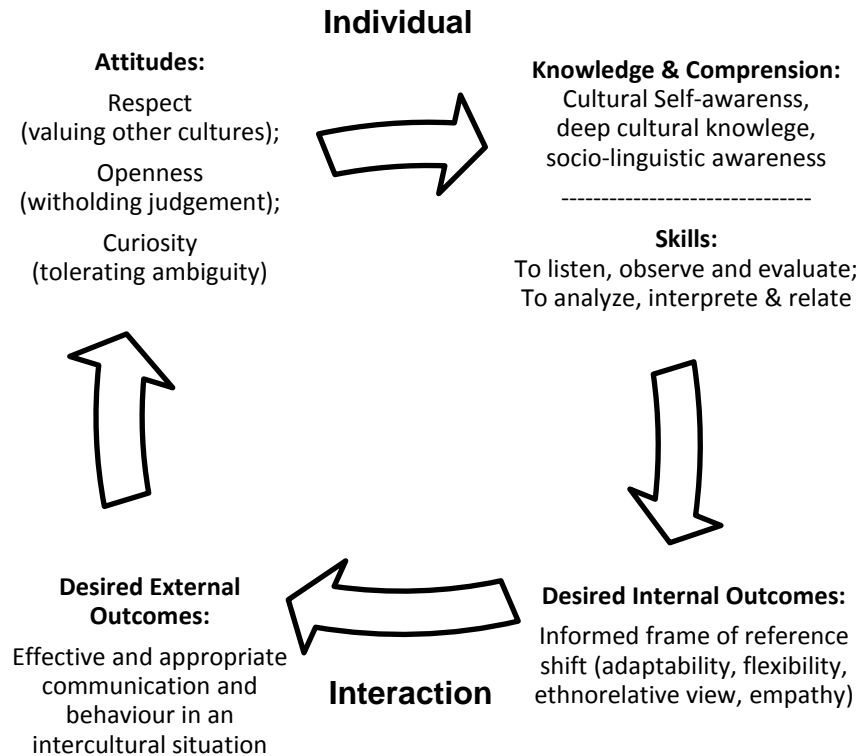 Individual
Attitudes:
Respect
(valuing other cultures);
Openness
(witholding judgement);
Curiosity
(tolerating ambiguity)
Knowledge & Comprension:
Cultural Self-awarenss,
deep cultural knowlege,
socio-linguistic awareness
-------------------------------
Skills:
To listen, observe and evaluate;
To analyze, interprete & relate
Desired Internal Outcomes:
Informed frame of reference
shift (adaptability, flexibility,
ethnorelative view, empathy)
Interaction
Desired External
Outcomes:
Effective and appropriate
communication and
behaviour in an
intercultural situation